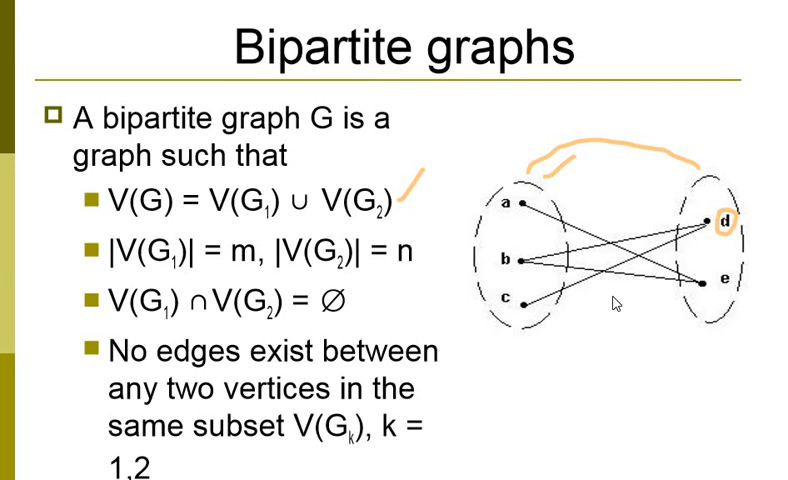 Bipartite graphs
A bipartite graph G is a
graph such that
V(G) = V(G₁) ∪ V(G₂)
|V(G₁)| = m, |V(G₂)| = n
V(G₁) ∩V(G₂) = ∅
No edges exist between
any two vertices in the
same subset V(Gₖ), k =
1,2
a
b
c
d
e